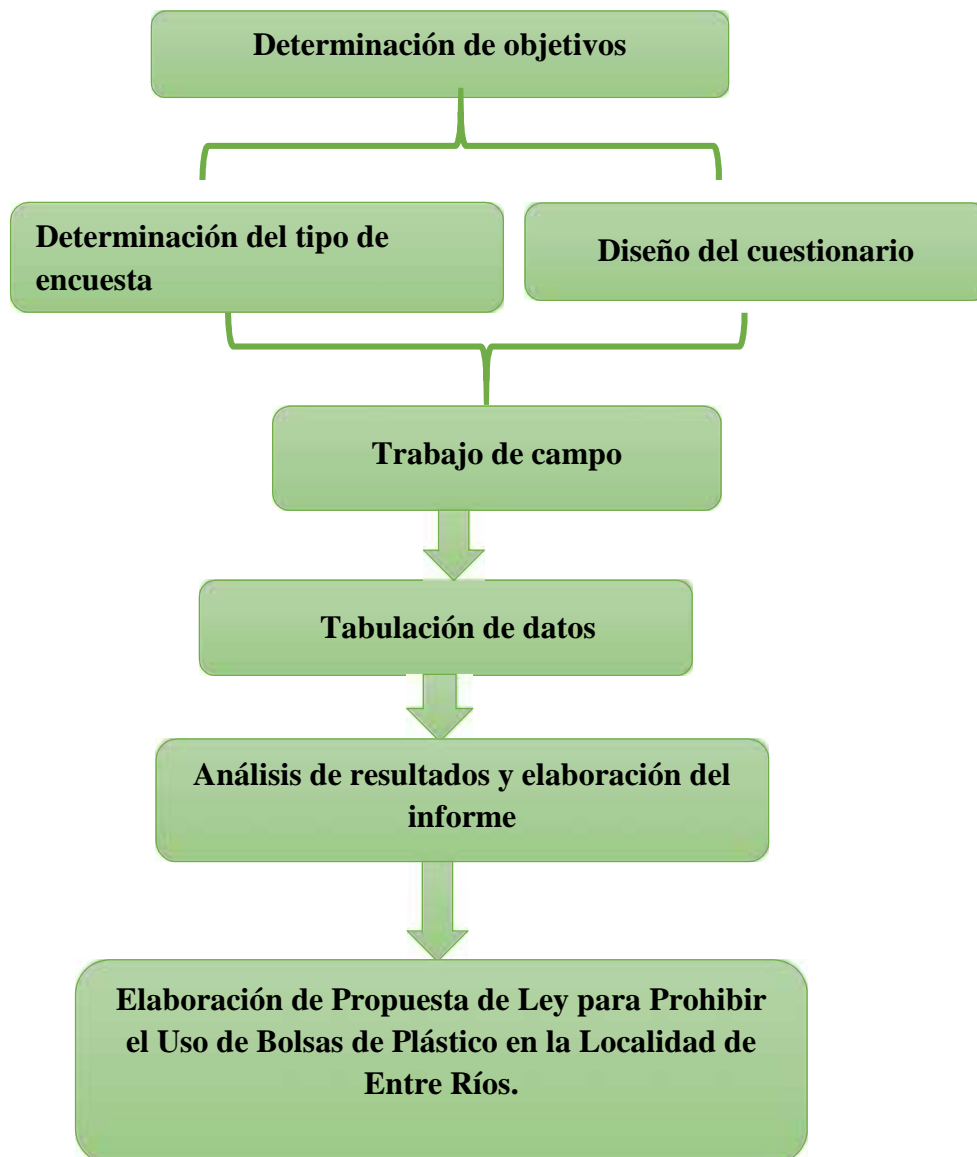 Determinación de objetivos
Determinación del tipo de
encuesta
Diseño del cuestionario
Trabajo de campo
Tabulación de datos
Análisis de resultados y elaboración del
informe
Elaboración de Propuesta de Ley para Prohibir
el Uso de Bolsas de Plástico en la Localidad de
Entre Ríos.